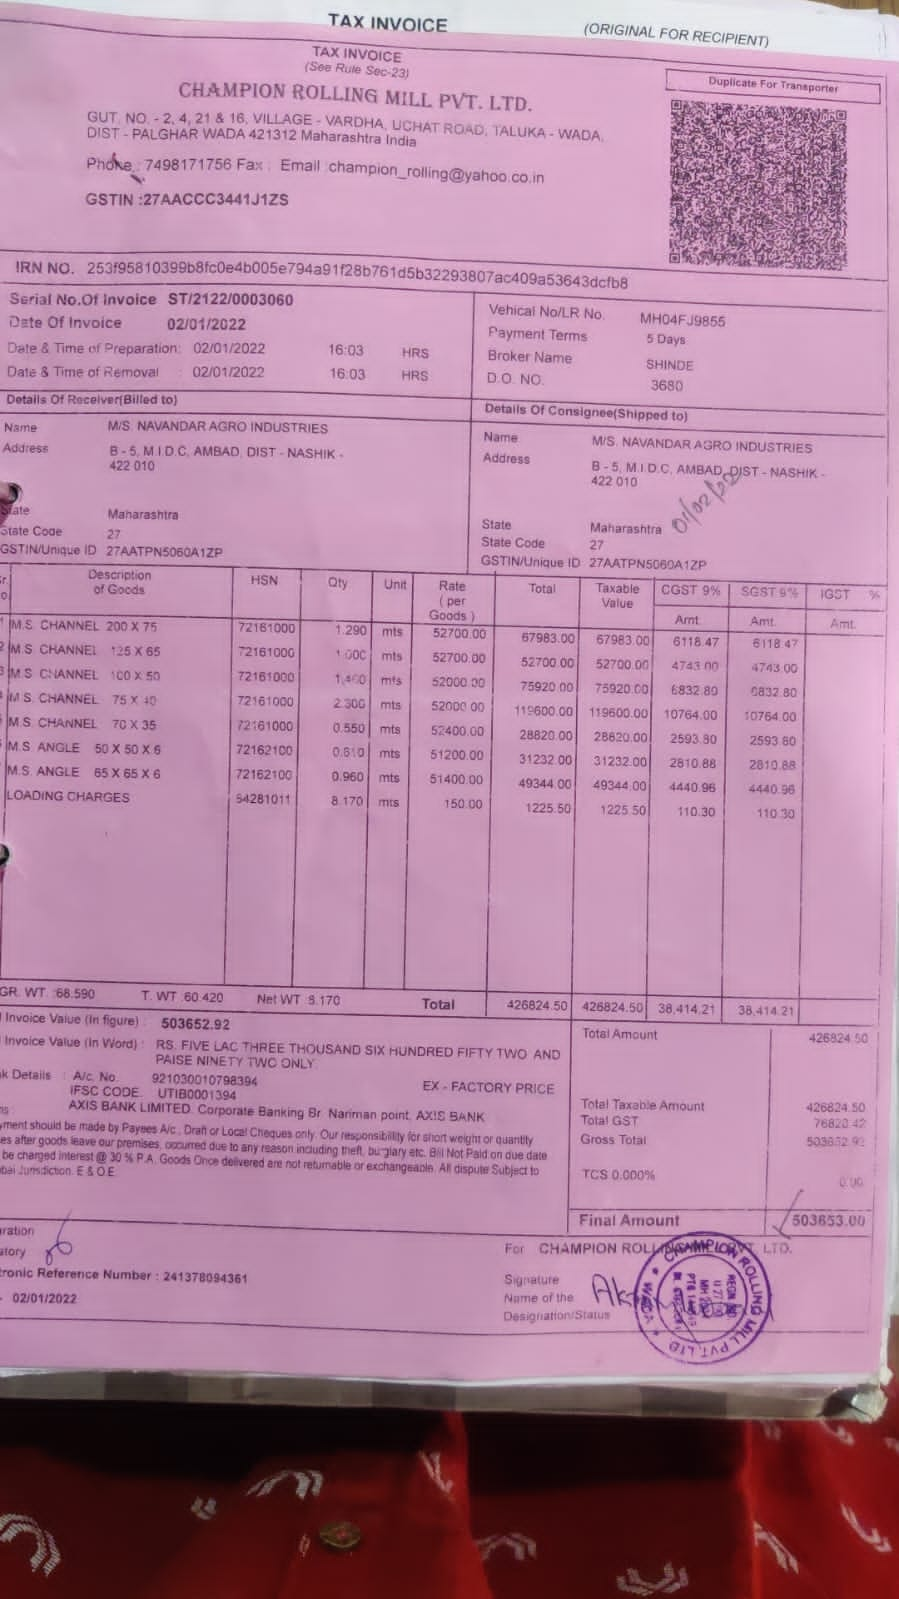 TAX INVOICE
(ORIGINAL FOR RECIPIENT)
TAX INVOICE
(See Rule Sec-23)
Duplicate For Transporter
CHAMPION ROLLING MILL PVT. LTD.
GUT. NO. - 2, 4, 21 & 16, VILLAGE - VARDHA, UCHAT ROAD, TALUKA - WADA,
DIST - PALGHAR WADA 421312 Maharashtra India
Phone : 7498171756 Fax : Email :champion_rolling@yahoo.co.in
GSTIN :27AACCC3441J1ZS
IRN NO. 253f95810399b8fc0e4b005e794a91f28b761d5b32293807ac409a53643dcfb8
Serial No.Of Invoice ST/2122/0003060
Date Of Invoice 02/01/2022
Date & Time of Preparation: 02/01/2022 16:03 HRS
Date & Time of Removal : 02/01/2022 16:03 HRS
Vehical No/LR No. MH04FJ9855
Payment Terms 5 Days
Broker Name SHINDE
D.O. NO. 3680
Details Of Receiver(Billed to)
Name M/S. NAVANDAR AGRO INDUSTRIES
Address B - 5, M.I.D.C, AMBAD, DIST - NASHIK -
422 010
State Maharashtra
State Code 27
GSTIN/Unique ID 27AATPN5060A1ZP
Details Of Consignee(Shipped to)
Name M/S. NAVANDAR AGRO INDUSTRIES
Address B - 5, M.I.D.C, AMBAD, DIST - NASHIK -
422 010
01/02/22
State Maharashtra
State Code 27
GSTIN/Unique ID 27AATPN5060A1ZP
Description of Goods HSN Qty Unit Rate (per Goods) Total Taxable Value CGST 9% SGST 9% IGST %
Amt. Amt. Amt.
M.S. CHANNEL 200 X 75 72161000 1.290 mts 52700.00 67983.00 67983.00 6118.47 6118.47
M.S. CHANNEL 125 X 65 72161000 1.000 mts 52700.00 52700.00 52700.00 4743.00 4743.00
M.S. CHANNEL 100 X 50 72161000 1.460 mts 52000.00 75920.00 75920.00 6832.80 6832.80
M.S. CHANNEL 75 X 40 72161000 2.300 mts 52000.00 119600.00 119600.00 10764.00 10764.00
M.S. CHANNEL 70 X 35 72161000 0.550 mts 52400.00 28820.00 28820.00 2593.80 2593.80
M.S. ANGLE 50 X 50 X 6 72162100 0.610 mts 51200.00 31232.00 31232.00 2810.88 2810.88
M.S. ANGLE 65 X 65 X 6 72162100 0.960 mts 51400.00 49344.00 49344.00 4440.96 4440.96
LOADING CHARGES 54281011 8.170 mts 150.00 1225.50 1225.50 110.30 110.30
GR. WT. :68.590 T. WT :60.420 Net WT :8.170 Total 426824.50 426824.50 38,414.21 38,414.21
Invoice Value (In figure) : 503652.92
Invoice Value (In Word) : RS. FIVE LAC THREE THOUSAND SIX HUNDRED FIFTY TWO AND
PAISE NINETY TWO ONLY.
Details : A/c. No. 921030010798394
IFSC CODE. UTIB0001394 EX - FACTORY PRICE
AXIS BANK LIMITED. Corporate Banking Br. Nariman point, AXIS BANK
should be made by Payees A/c., Draft or Local Cheques only. Our responsibility for short weight or quantity
after goods leave our premises, occurred due to any reason including theft, burglary etc. Bill Not Paid on due date
be charged interest @ 30 % P.A. Goods Once delivered are not returnable or exchangeable. All dispute Subject to
Jurisdiction. E & O.E.
Total Amount 426824.50
Total Taxable Amount 426824.50
Total GST 76828.42
Gross Total 503652.92
TCS 0.000% 0.00
Final Amount 503653.00
For CHAMPION ROLLING MILL PVT. LTD.
Reference Number : 241378094361
- 02/01/2022
Signature
Name of the
Designation/Status
CHAMPION ROLLING MILL PVT. LTD
WADA